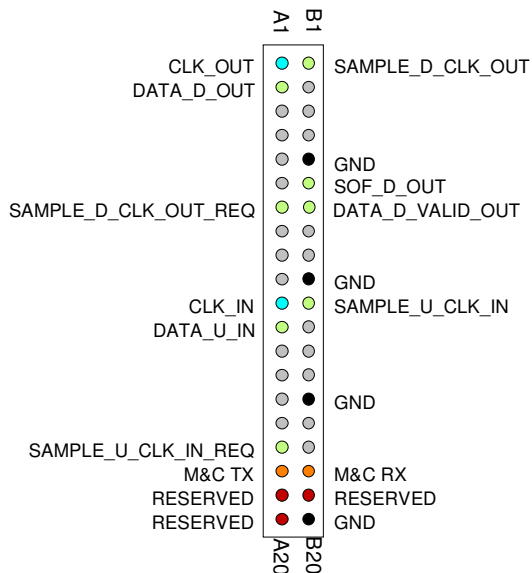 A1 B1
CLK_OUT SAMPLE_D_CLK_OUT
DATA_D_OUT
GND
SOF_D_OUT
SAMPLE_D_CLK_OUT_REQ DATA_D_VALID_OUT
GND
CLK_IN SAMPLE_U_CLK_IN
DATA_U_IN
GND
SAMPLE_U_CLK_IN_REQ
M&C TX M&C RX
RESERVED RESERVED
RESERVED GND
A20 B20